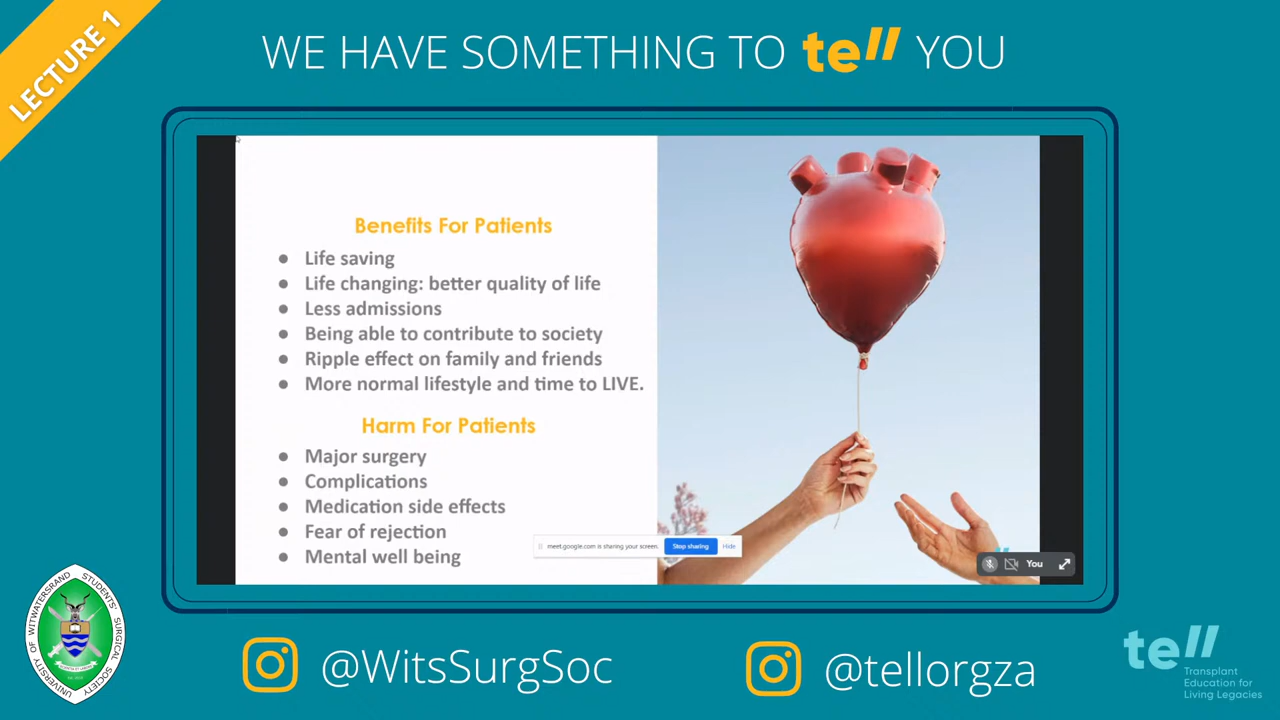 LECTURE 1
WE HAVE SOMETHING TO tell YOU
Benefits For Patients
Life saving
Life changing: better quality of life
Less admissions
Being able to contribute to society
Ripple effect on family and friends
More normal lifestyle and time to LIVE.
Harm For Patients
Major surgery
Complications
Medication side effects
Fear of rejection
Mental well being
meet.google.com is sharing your screen. Stop sharing Hide
You
UNIVERSITY OF WITWATERSRAND STUDENTS' SURGICAL SOCIETY
@WitsSurgSoc
@tellorgza
tell
Transplant
Education for
Living Legacies